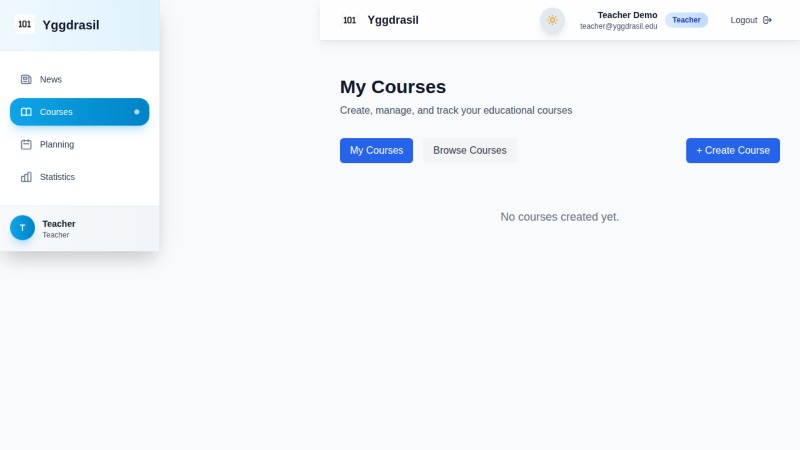 101 Yggdrasil
News
Courses
Planning
Statistics
T
Teacher
Teacher
101 Yggdrasil
Teacher Demo
teacher@yggdrasil.edu
Teacher
Logout
My Courses
Create, manage, and track your educational courses
My Courses
Browse Courses
+ Create Course
No courses created yet.